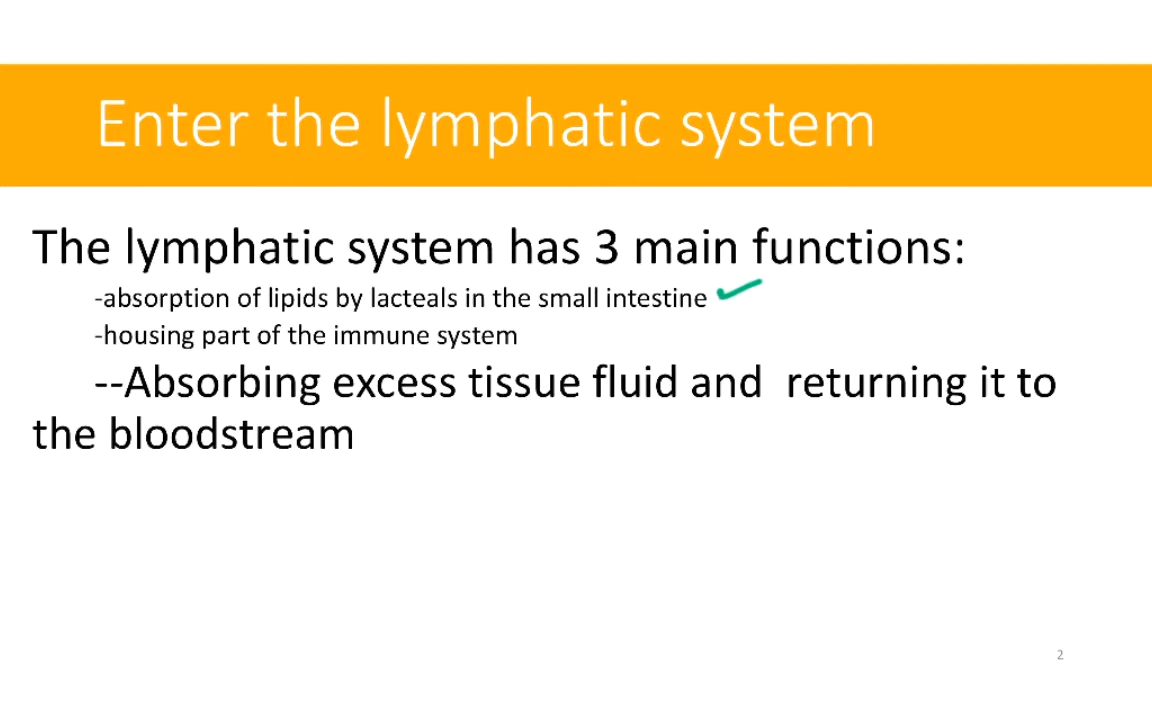 Enter the lymphatic system
The lymphatic system has 3 main functions:
-absorption of lipids by lacteals in the small intestine
-housing part of the immune system
--Absorbing excess tissue fluid and  returning it to
the bloodstream
2